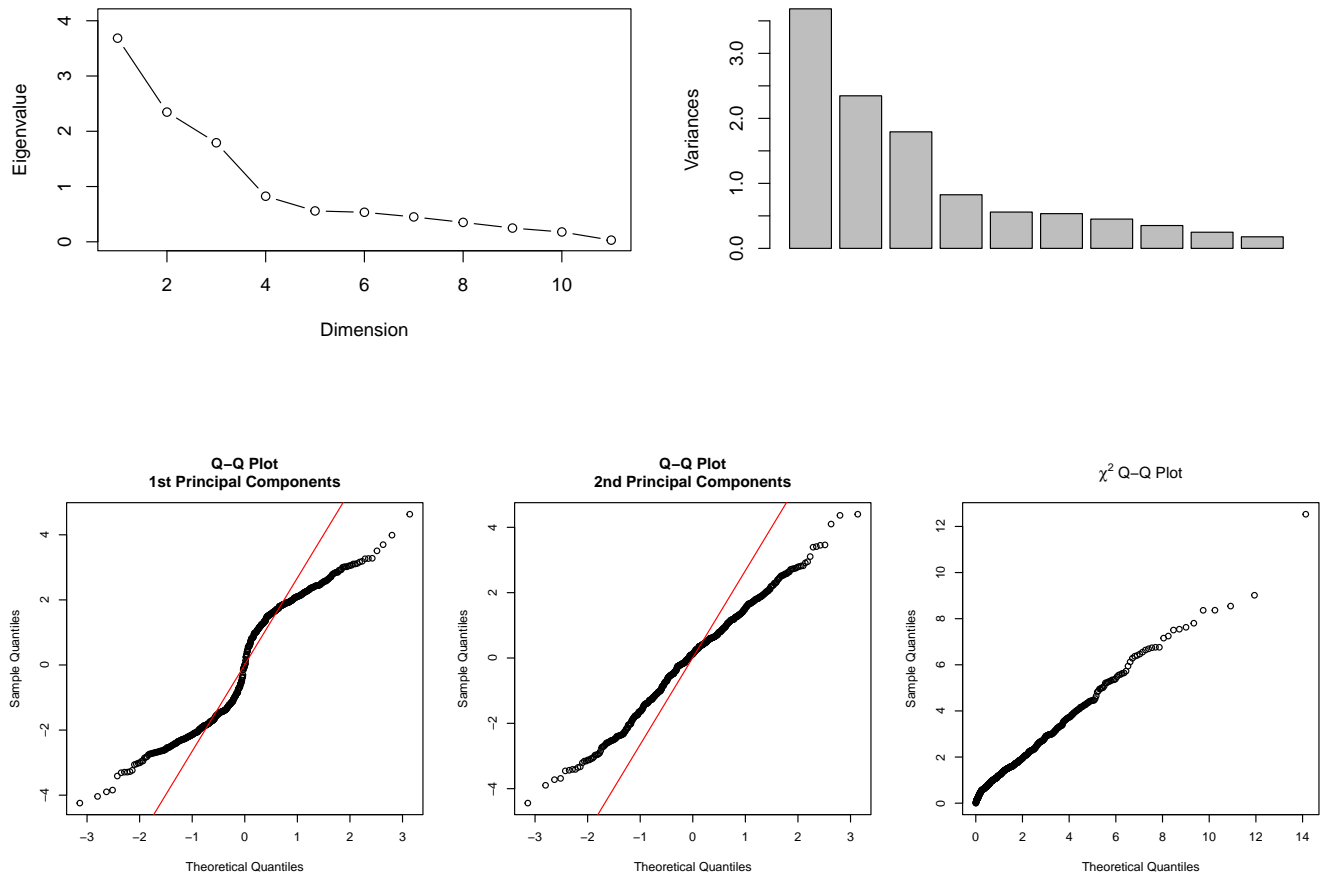 Eigenvalue
0 1 2 3 4
2 4 6 8 10
Dimension
Variances
0.0 1.0 2.0 3.0
Q−Q Plot
1st Principal Components
Sample Quantiles
−4 −2 0 2 4
−3 −2 −1 0 1 2 3
Theoretical Quantiles
Q−Q Plot
2nd Principal Components
Sample Quantiles
−4 −2 0 2 4
−3 −2 −1 0 1 2 3
Theoretical Quantiles
χ² Q−Q Plot
Sample Quantiles
0 2 4 6 8 10 12
0 2 4 6 8 10 12 14
Theoretical Quantiles